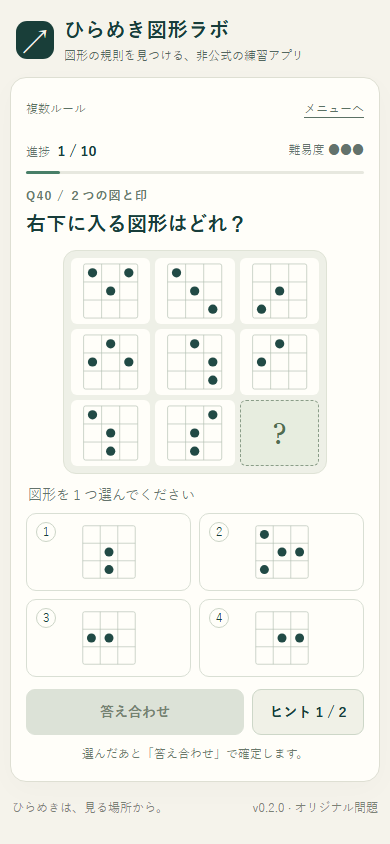 ひらめき図形ラボ
図形の規則を見つける、非公式の練習アプリ
複数ルール
メニューへ
進捗 1 / 10
難易度 ●●●
Q40 / 2つの図と印
右下に入る図形はどれ？
?
図形を1つ選んでください
1
2
3
4
答え合わせ
ヒント 1 / 2
選んだあと「答え合わせ」で確定します。
ひらめきは、見る場所から。
v0.2.0 · オリジナル問題